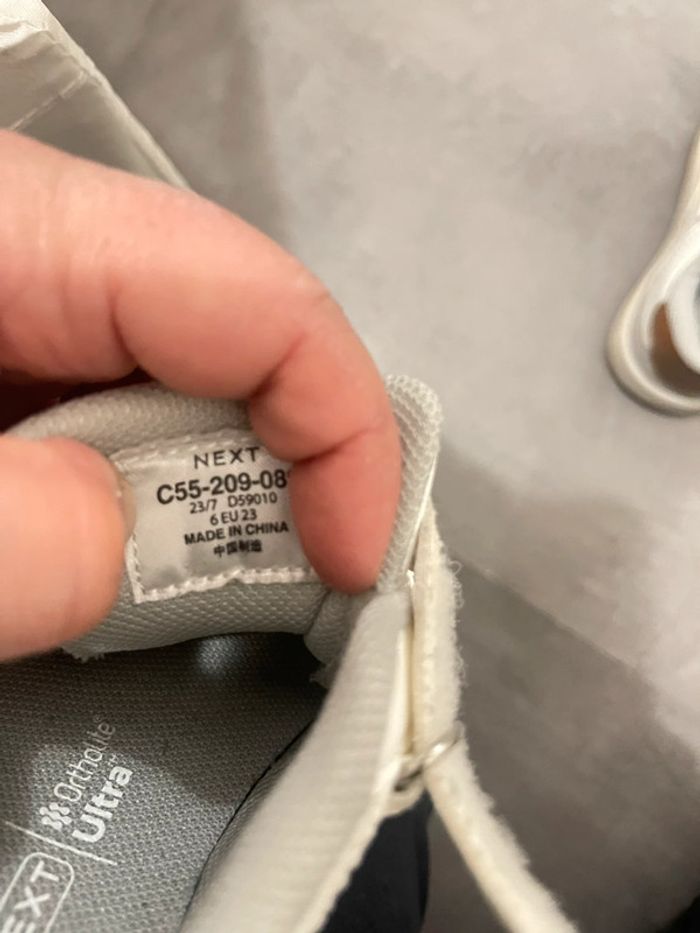 NEXT
C55-209-08
23/7 D59010
6 EU 23
MADE IN CHINA
中国制造
Ortholite
Ultra
NEXT